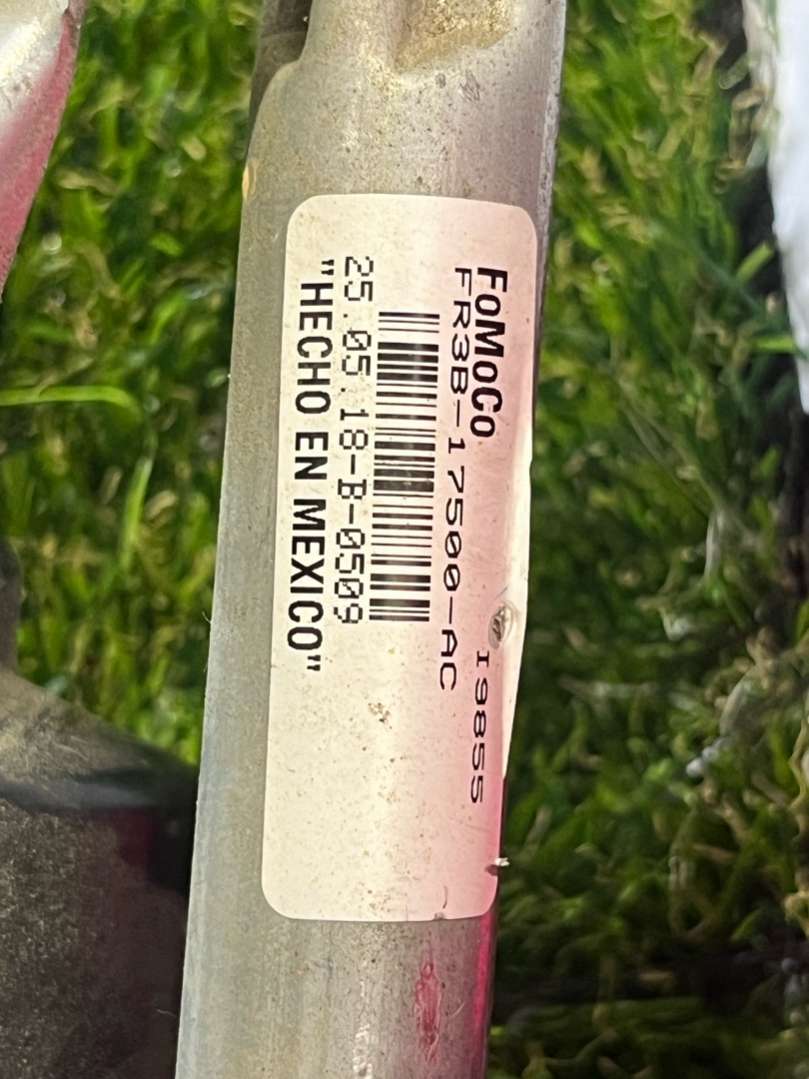 FoMoCo
FR3B-17500-AC
19855
25.05.18-B-0509
"HECHO EN MEXICO"